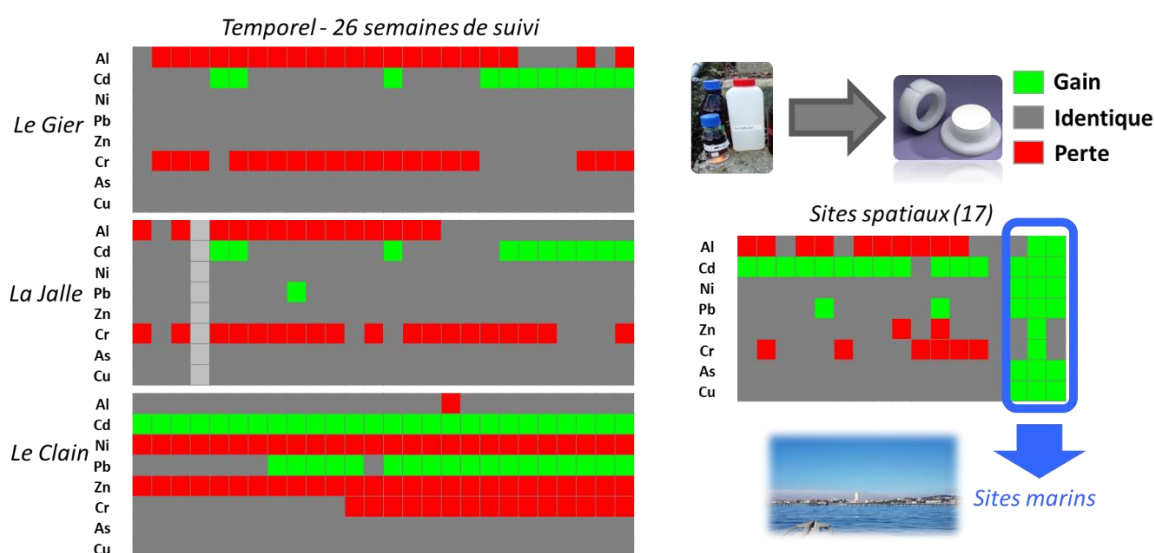 Temporel - 26 semaines de suivi
Le Gier
Al
Cd
Ni
Pb
Zn
Cr
As
Cu
La Jalle
Al
Cd
Ni
Pb
Zn
Cr
As
Cu
Le Clain
Al
Cd
Ni
Pb
Zn
Cr
As
Cu
Gain
Identique
Perte
Sites spatiaux (17)
Al
Cd
Ni
Pb
Zn
Cr
As
Cu
Sites marins